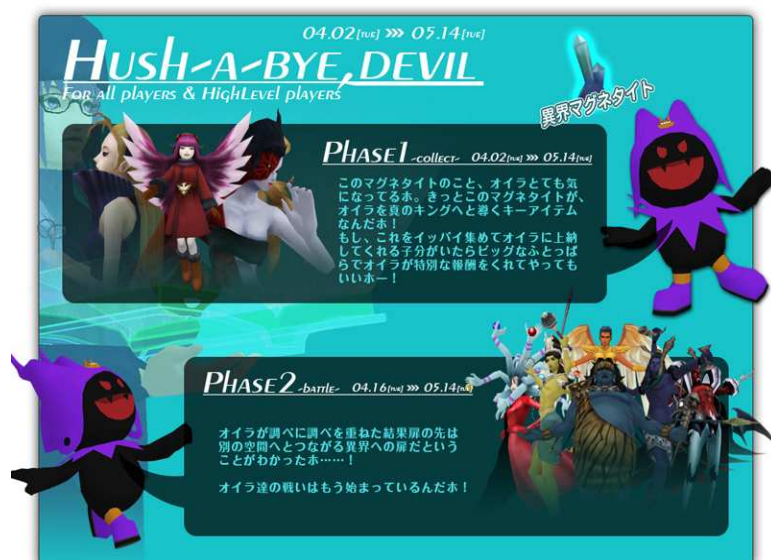 04.02[TUE] >>> 05.14[TUE]
HUSH-A-BYE, DEVIL
FOR ALL PLAYERS & HIGHLEVEL PLAYERS
異界マグネタイト
PHASE1 -COLLECT- 04.02[TUE] >>> 05.14[TUE]
このマグネタイトのこと、オイラとても気
になってるホ。きっとこのマグネタイトが、
オイラを真のキングへと導くキーアイテム
なんだホ！
もし、これをイッパイ集めてオイラに上納
してくれる子分がいたらビッグなふとっぱ
らでオイラが特別な報酬をくれてやっても
いいホー！
PHASE2 -BATTLE- 04.16[TUE] >>> 05.14[TUE]
オイラが調べに調べを重ねた結果扉の先は
別の空間へとつながる異界への扉だという
ことがわかったホ……！
オイラ達の戦いはもう始まっているんだホ！